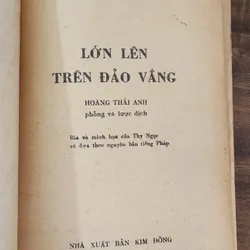 LỚN LÊN
TRÊN ĐẢO VẮNG
HOÀNG THÁI ANH
phỏng và lược dịch
Bìa và minh họa của Thy Ngọc
vẽ dựa theo nguyên bản tiếng Pháp
NHÀ XUẤT BẢN KIM ĐỒNG